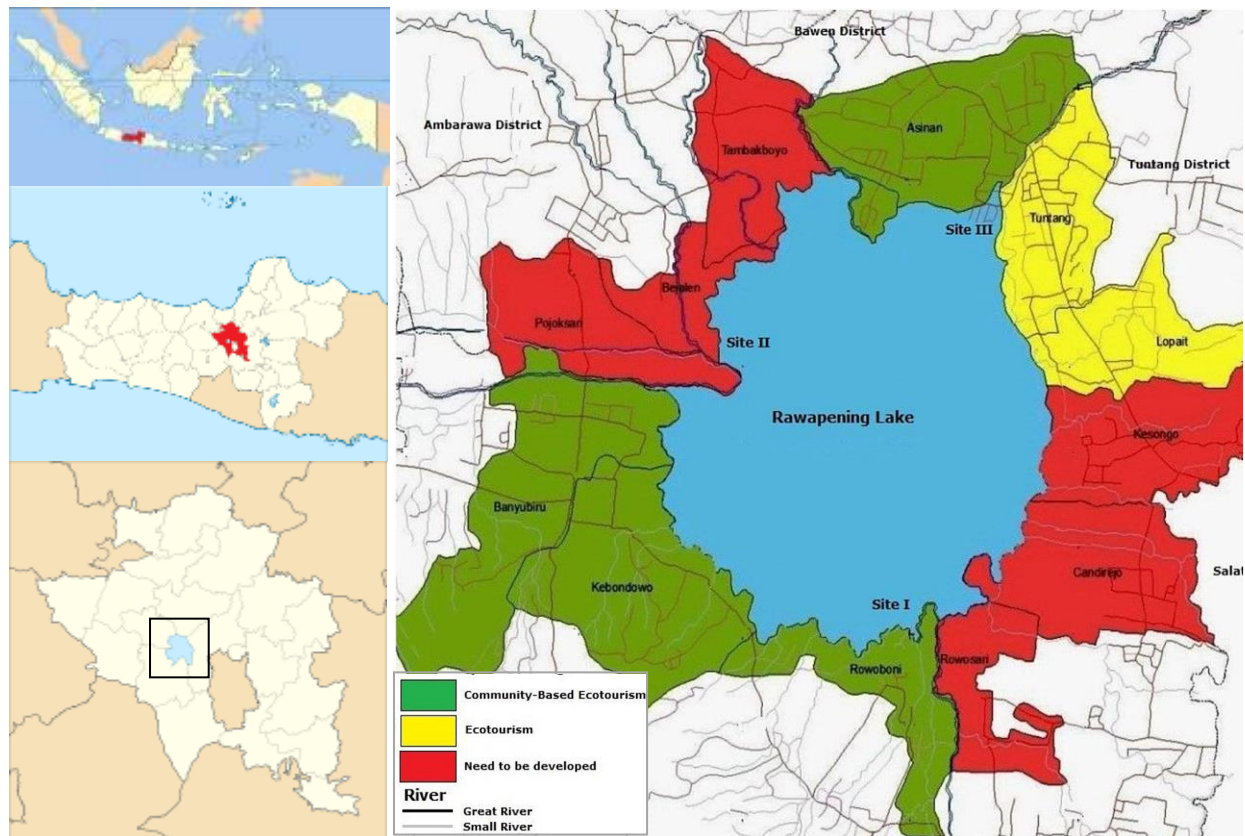 Bawen District
Ambarawa District
Asinan
Tambakboyo
Tuntang District
Tuntang
Site III
Bejalen
Pojoksari
Site II
Lopait
Rawapening Lake
Kesongo
Banyubiru
Candirejo
Salat
Kebondowo
Site I
Rowoboni
Rowosari
Community-Based Ecotourism
Ecotourism
Need to be developed
River
Great River
Small River